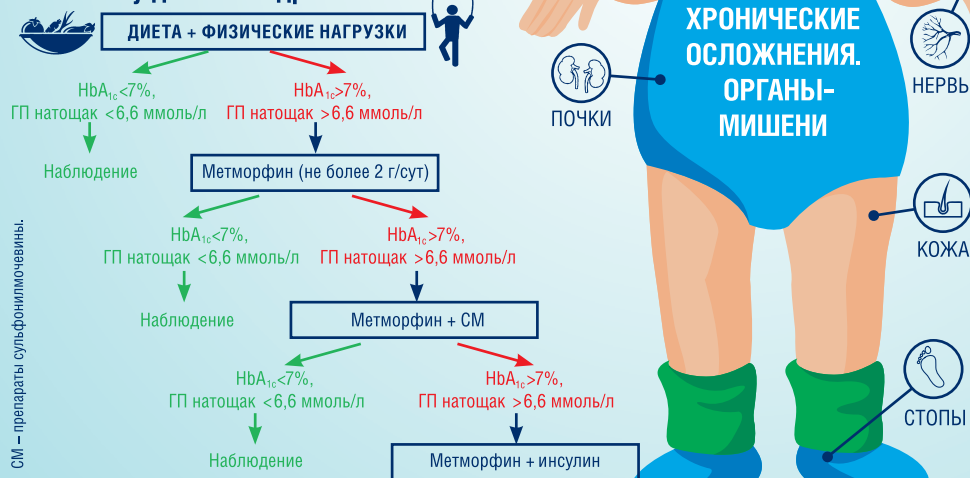 ДИЕТА + ФИЗИЧЕСКИЕ НАГРУЗКИ
HbA1c<7%,
ГП натощак <6,6 ммоль/л
HbA1c>7%,
ГП натощак >6,6 ммоль/л
Наблюдение
Метморфин (не более 2 г/сут)
HbA1c<7%,
ГП натощак <6,6 ммоль/л
HbA1c>7%,
ГП натощак >6,6 ммоль/л
Наблюдение
Метморфин + СМ
HbA1c<7%,
ГП натощак <6,6 ммоль/л
HbA1c>7%,
ГП натощак >6,6 ммоль/л
Наблюдение
Метморфин + инсулин
СМ – препараты сульфонилмочевины.
ХРОНИЧЕСКИЕ
ОСЛОЖНЕНИЯ.
ОРГАНЫ-
МИШЕНИ
ПОЧКИ
НЕРВЫ
КОЖА
СТОПЫ